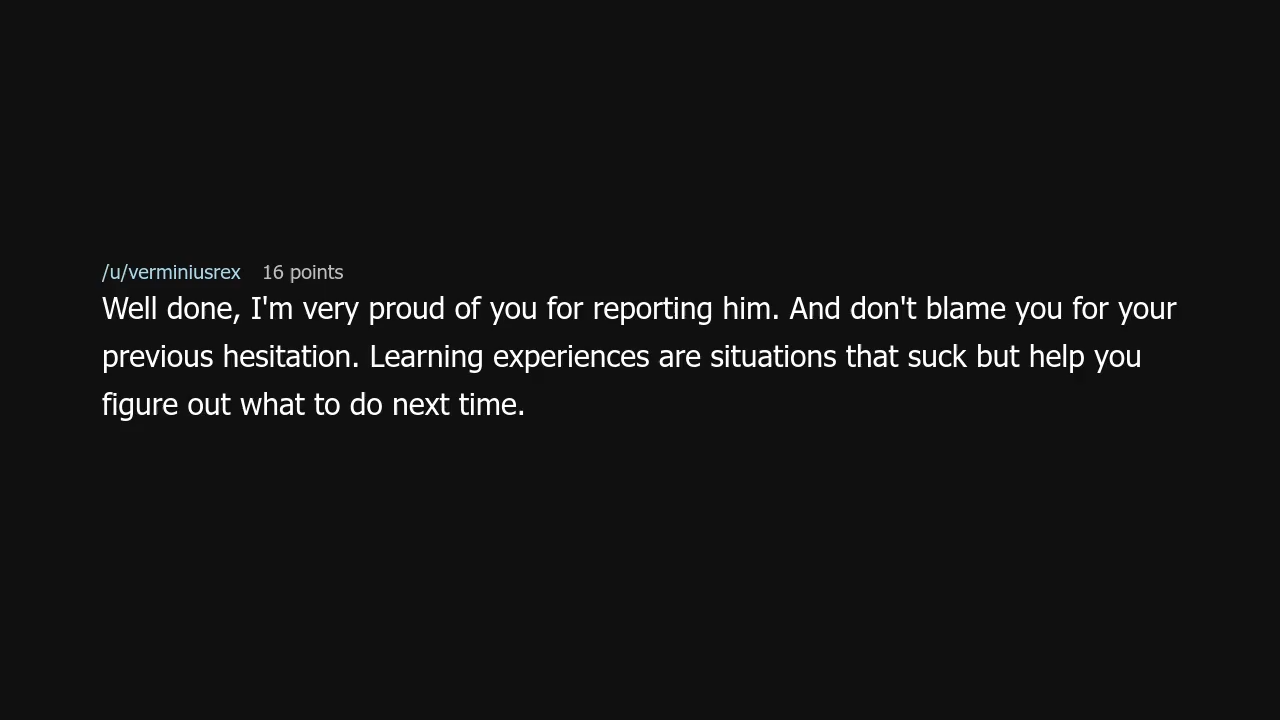 /u/verminiusrex 16 points
Well done, I'm very proud of you for reporting him. And don't blame you for your
previous hesitation. Learning experiences are situations that suck but help you
figure out what to do next time.